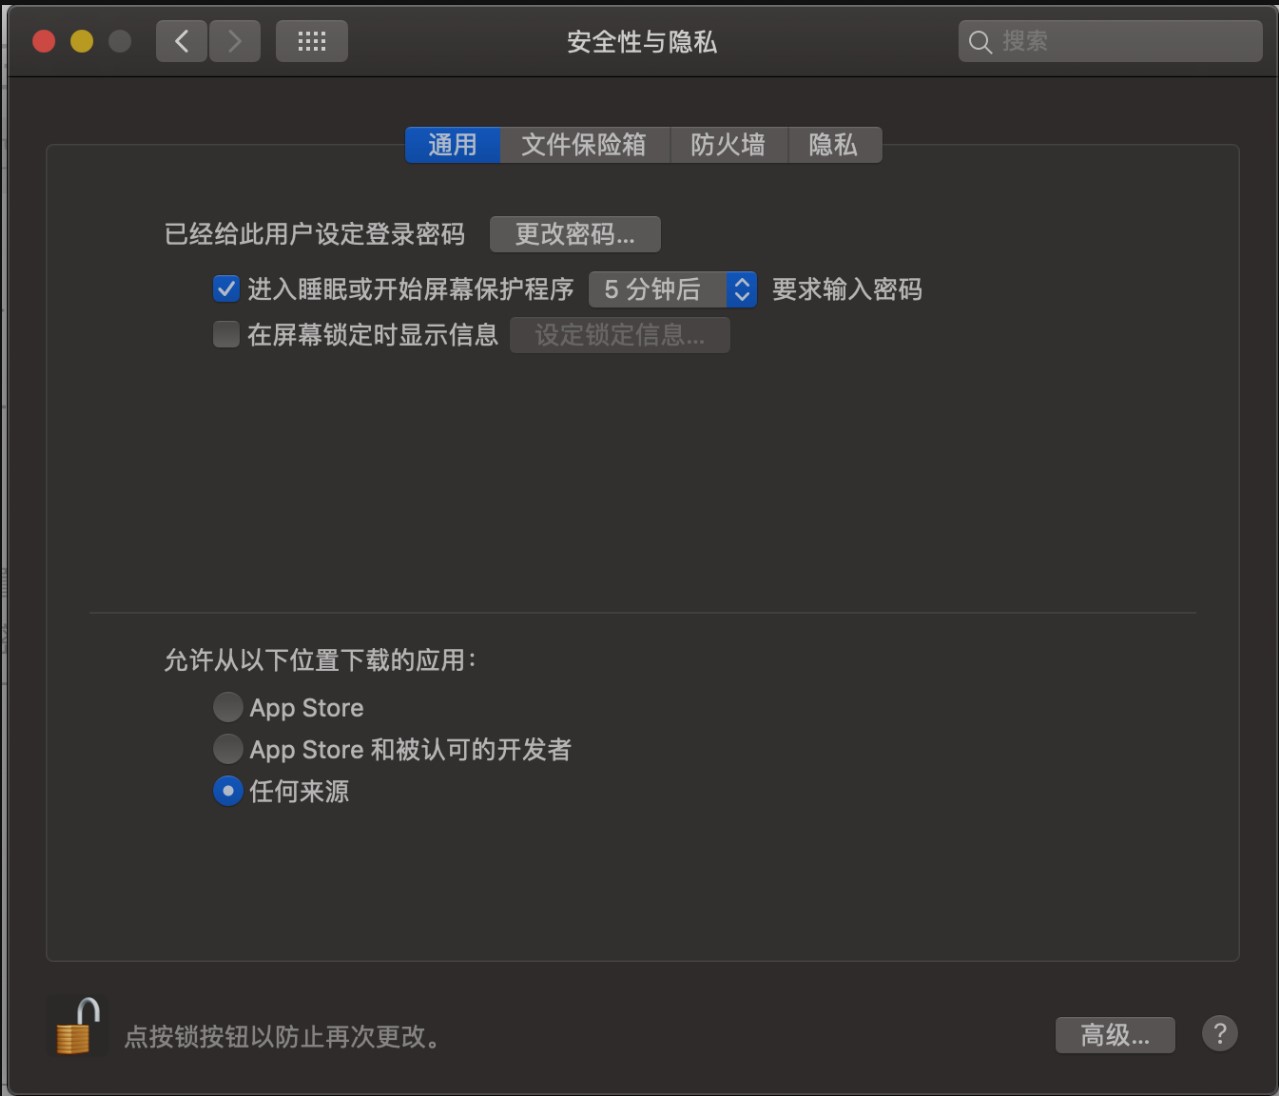 安全性与隐私
搜索
通用 文件保险箱 防火墙 隐私
已经给此用户设定登录密码 更改密码...
进入睡眠或开始屏幕保护程序 5 分钟后 要求输入密码
在屏幕锁定时显示信息 设定锁定信息...
允许从以下位置下载的应用：
App Store
App Store 和被认可的开发者
任何来源
点按锁按钮以防止再次更改。
高级... ?